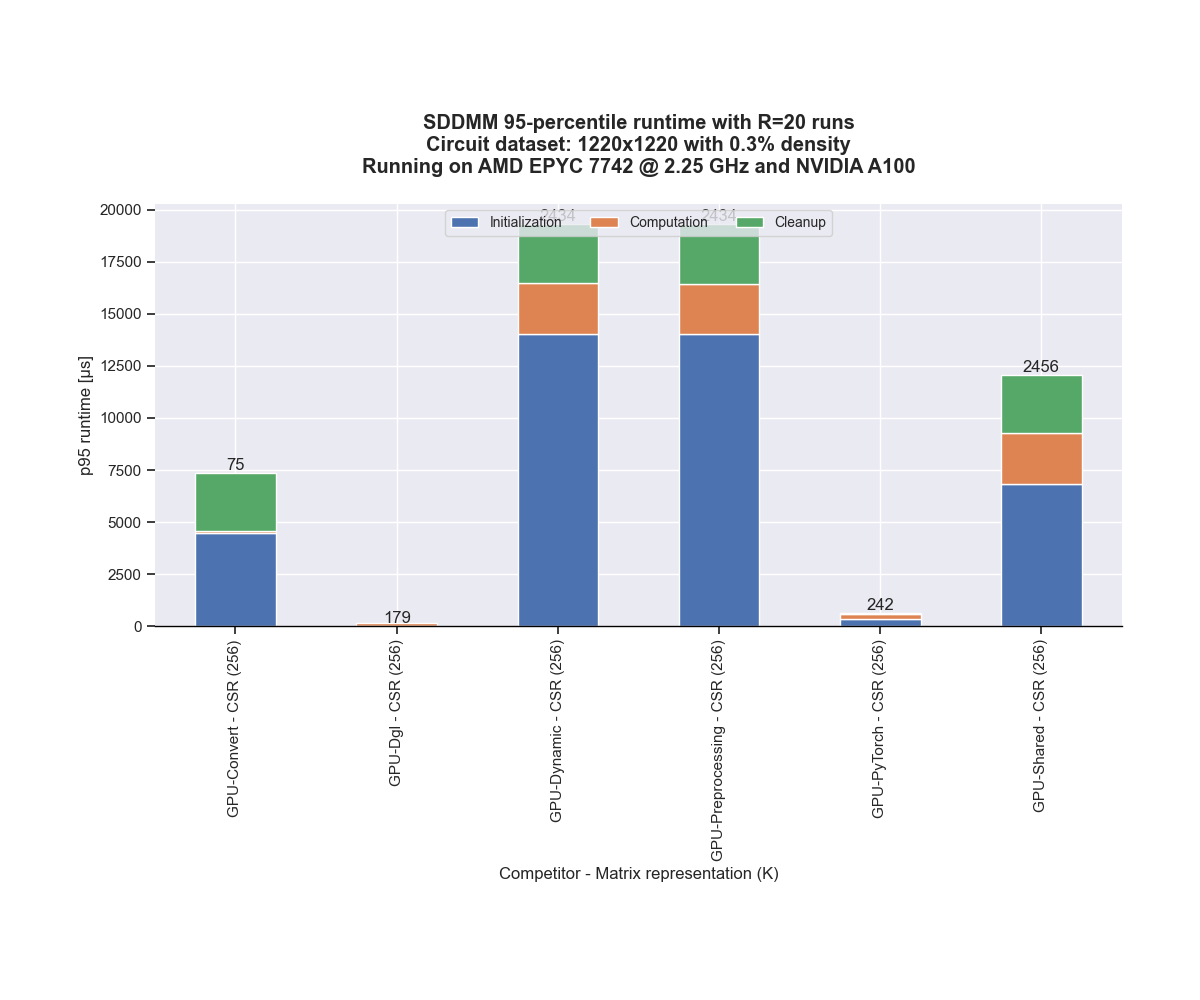 SDDMM 95-percentile runtime with R=20 runs
Circuit dataset: 1220x1220 with 0.3% density
Running on AMD EPYC 7742 @ 2.25 GHz and NVIDIA A100
2434
2434
Initialization
Computation
Cleanup
p95 runtime [µs]
20000
17500
15000
12500
10000
7500
5000
2500
0
75
179
242
2456
GPU-Convert - CSR (256)
GPU-Dgl - CSR (256)
GPU-Dynamic - CSR (256)
GPU-Preprocessing - CSR (256)
GPU-PyTorch - CSR (256)
GPU-Shared - CSR (256)
Competitor - Matrix representation (K)